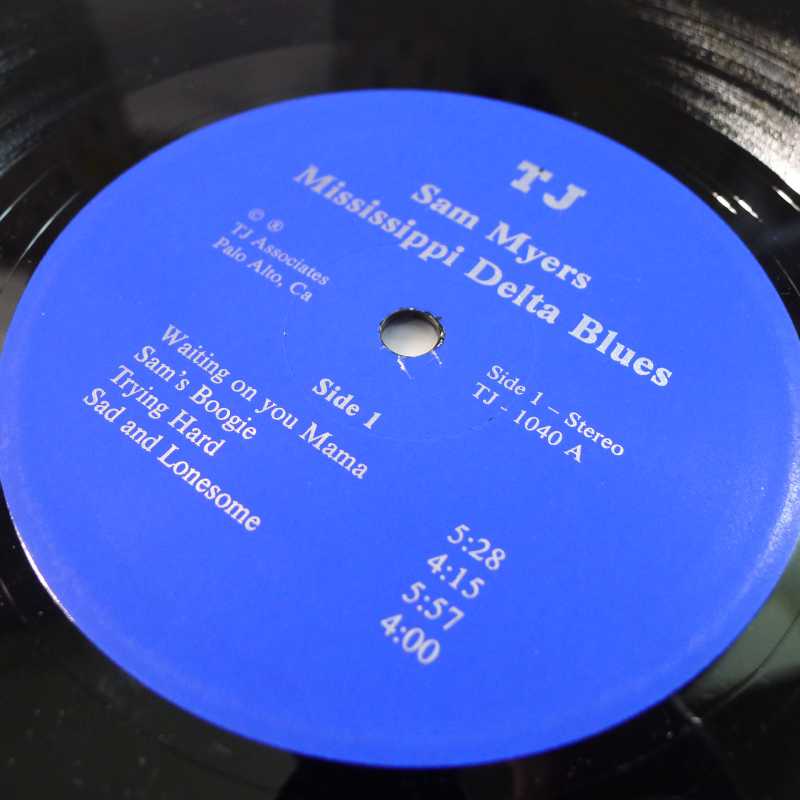 TJ
Sam Myers
Mississippi Delta Blues
© ®
TJ Associates
Palo Alto, Ca
Side 1 – Stereo
TJ - 1040 A
Side 1
Waiting on you Mama 5:28
Sam's Boogie 4:15
Trying Hard 5:57
Sad and Lonesome 4:00